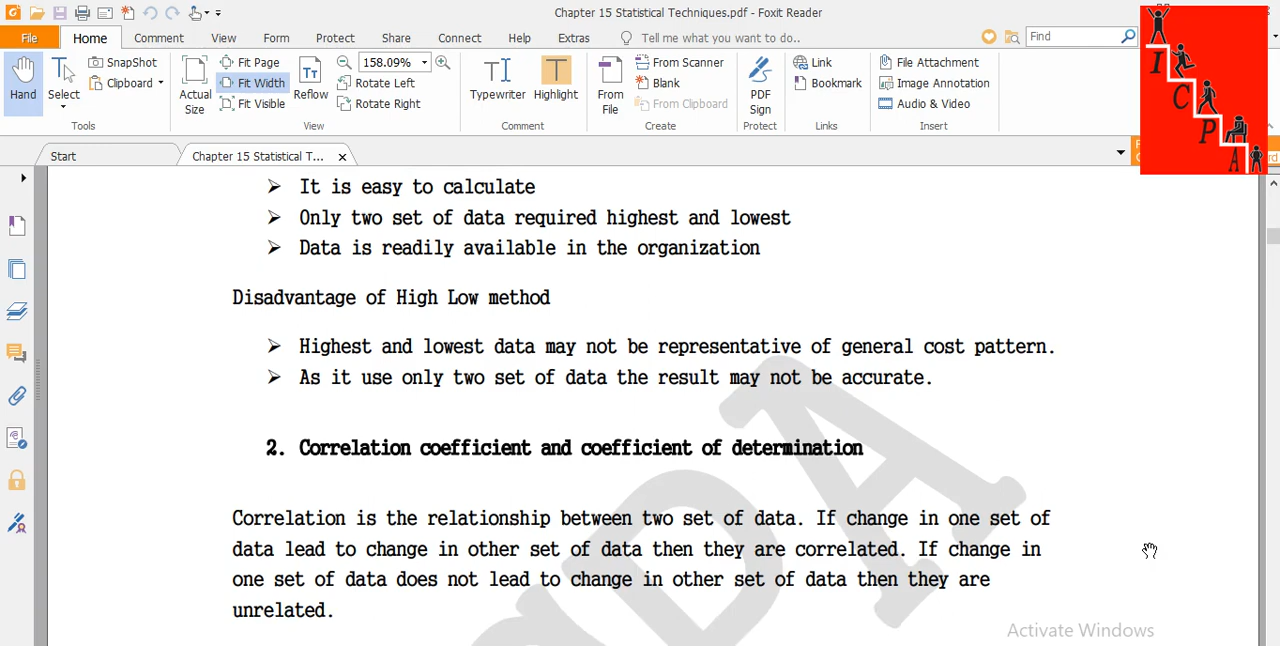 Chapter 15 Statistical Techniques.pdf - Foxit Reader
File Home Comment View Form Protect Share Connect Help Extras Tell me what you want to do.. Find
Hand
Select
SnapShot
Clipboard
Tools
Actual Size
Fit Page
Fit Width
Fit Visible
Reflow
158.09%
Rotate Left
Rotate Right
View
Typewriter
Highlight
Comment
From File
From Scanner
Blank
From Clipboard
Create
PDF Sign
Protect
Link
Bookmark
Links
File Attachment
Image Annotation
Audio & Video
Insert
I
C
P
A
Start
Chapter 15 Statistical T...
It is easy to calculate
Only two set of data required highest and lowest
Data is readily available in the organization
Disadvantage of High Low method
Highest and lowest data may not be representative of general cost pattern.
As it use only two set of data the result may not be accurate.
2. Correlation coefficient and coefficient of determination
Correlation is the relationship between two set of data. If change in one set of
data lead to change in other set of data then they are correlated. If change in
one set of data does not lead to change in other set of data then they are
unrelated.
Activate Windows